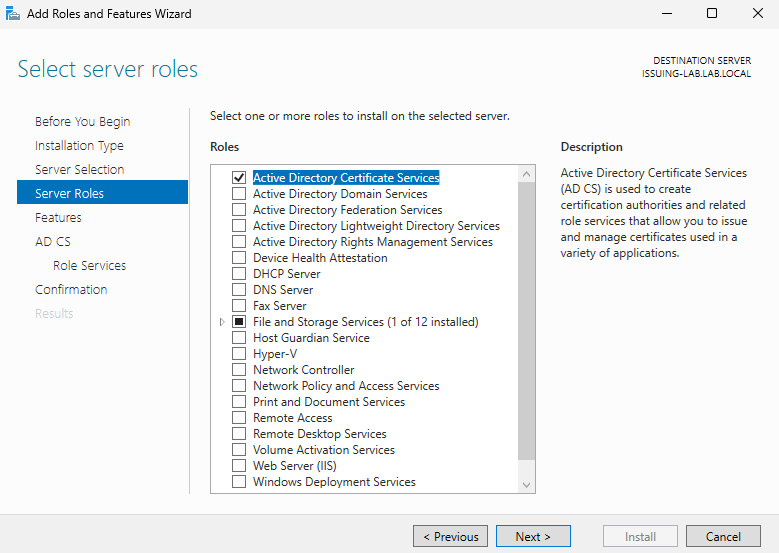 Add Roles and Features Wizard
Select server roles
DESTINATION SERVER
ISSUING-LAB.LAB.LOCAL
Before You Begin
Installation Type
Server Selection
Server Roles
Features
AD CS
Role Services
Confirmation
Results
Select one or more roles to install on the selected server.
Roles
Active Directory Certificate Services
Active Directory Domain Services
Active Directory Federation Services
Active Directory Lightweight Directory Services
Active Directory Rights Management Services
Device Health Attestation
DHCP Server
DNS Server
Fax Server
File and Storage Services (1 of 12 installed)
Host Guardian Service
Hyper-V
Network Controller
Network Policy and Access Services
Print and Document Services
Remote Access
Remote Desktop Services
Volume Activation Services
Web Server (IIS)
Windows Deployment Services
Description
Active Directory Certificate Services
(AD CS) is used to create
certification authorities and related
role services that allow you to issue
and manage certificates used in a
variety of applications.
< Previous
Next >
Install
Cancel